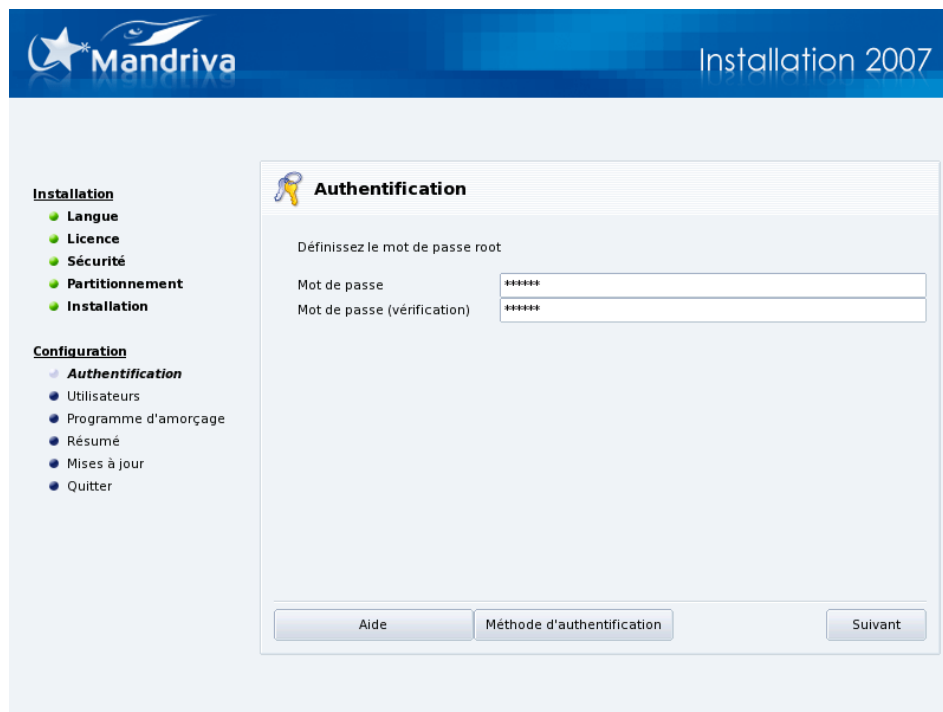 Mandriva
Installation 2007
Installation
Langue
Licence
Sécurité
Partitionnement
Installation
Configuration
Authentification
Utilisateurs
Programme d'amorçage
Résumé
Mises à jour
Quitter
Authentification
Définissez le mot de passe root
Mot de passe ******
Mot de passe (vérification) ******
Aide Méthode d'authentification Suivant